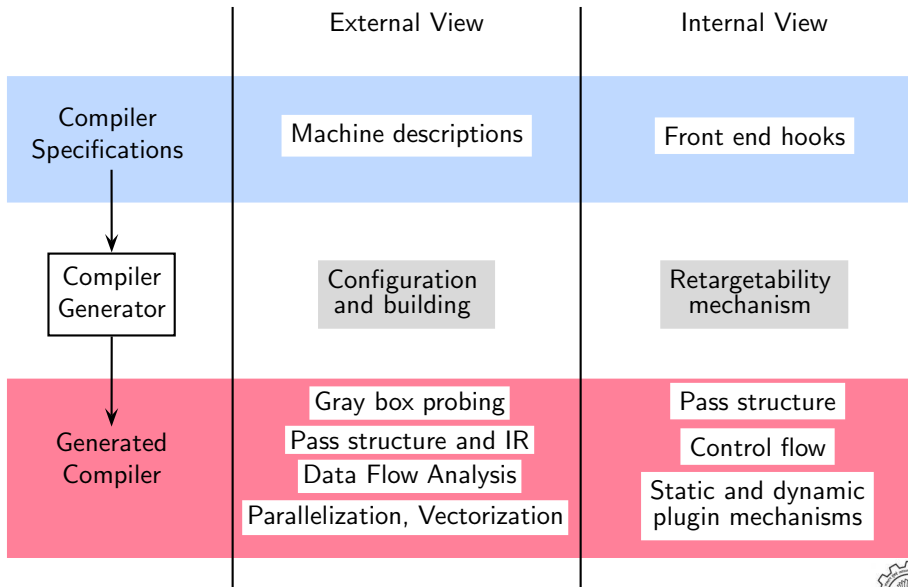 External View
Internal View
Compiler
Specifications
Machine descriptions
Front end hooks
Compiler
Generator
Configuration
and building
Retargetability
mechanism
Generated
Compiler
Gray box probing
Pass structure and IR
Data Flow Analysis
Parallelization, Vectorization
Pass structure
Control flow
Static and dynamic
plugin mechanisms